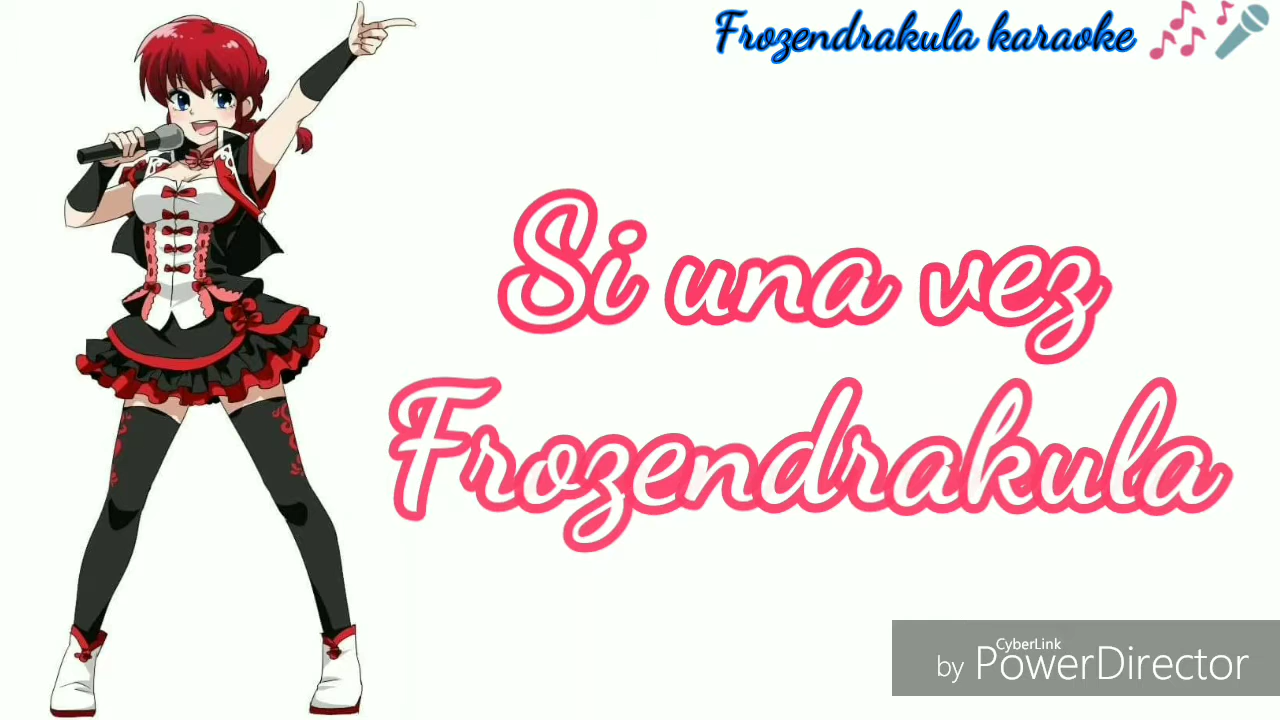 Frozendrakula karaoke
Si una vez
Frozendrakula
CyberLink
by PowerDirector